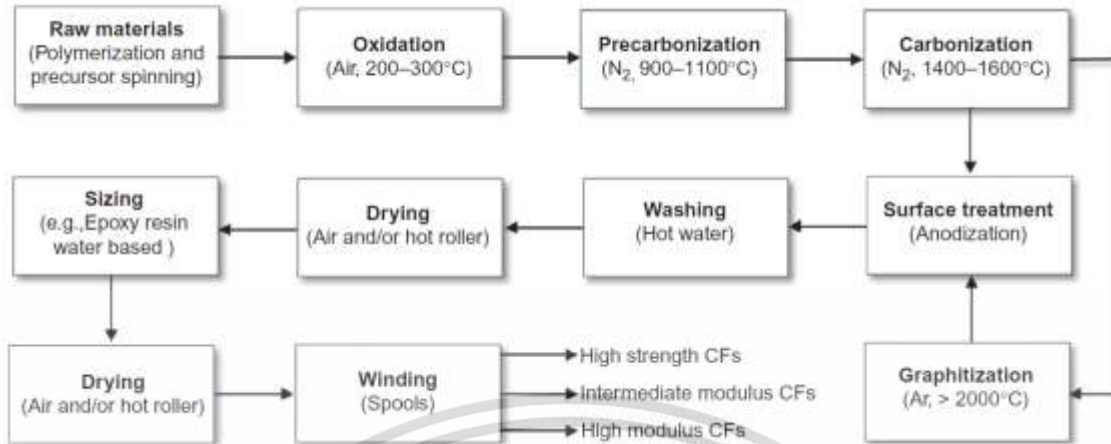 Raw materials
(Polymerization and
precursor spinning)
Oxidation
(Air, 200–300°C)
Precarbonization
(N₂, 900–1100°C)
Carbonization
(N₂, 1400–1600°C)
Sizing
(e.g.,Epoxy resin
water based )
Drying
(Air and/or hot roller)
Washing
(Hot water)
Surface treatment
(Anodization)
Drying
(Air and/or hot roller)
Winding
(Spools)
High strength CFs
Intermediate modulus CFs
High modulus CFs
Graphitization
(Ar, > 2000°C)